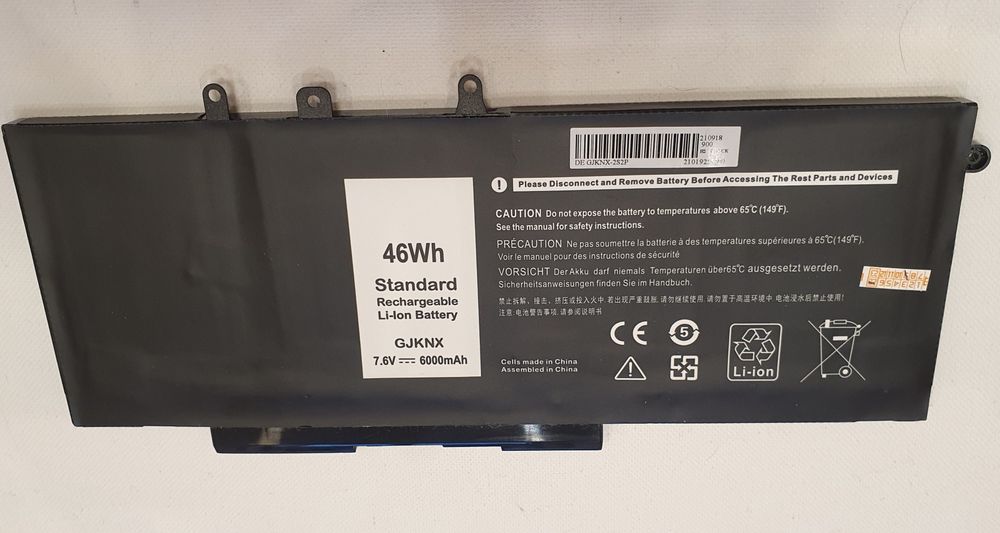 210918
900
DE GJKNX-2S2P
Please Disconnect and Remove Battery Before Accessing The Rest Parts and Devices
CAUTION Do not expose the battery to temperatures above 65℃(149℉).
See the manual for safety instructions.
PRÉCAUTION Ne pas soumettre la batterie à des temperatures supérieures à 65℃(149℉).
Voir le manuel pour des instructions de sécurité
VORSICHT Der Akku darf niemals Temperaturen über65℃ ausgesetzt werden.
Sicherheitsanweisungen finden Sie im Handbuch.
禁止拆解、撞击、挤压或投入火中.若出现严重鼓胀,请勿继续使用.请勿置于高温环境中.电池浸水后禁止使用!
注意:电池警告事项,请参阅说明书
46Wh
Standard
Rechargeable
Li-Ion Battery
GJKNX
7.6V 6000mAh
Cells made in China
Assembled in China
CE
5
Li-ion